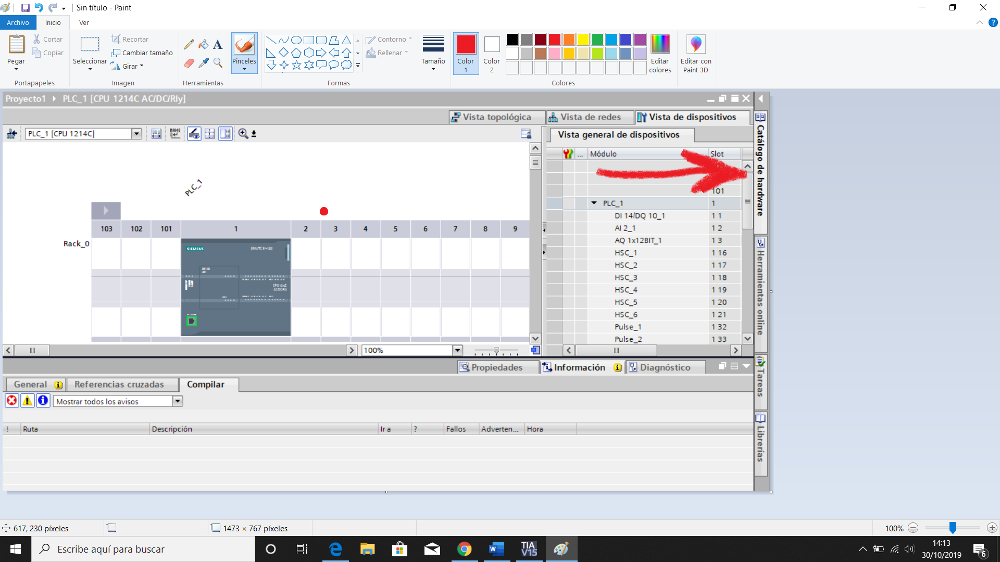 Sin título - Paint
Archivo Inicio Ver
Pegar
Cortar
Copiar
Portapapeles
Seleccionar
Recortar
Cambiar tamaño
Girar
Imagen
A
Herramientas
Pinceles
Contorno
Rellenar
Formas
Tamaño
Color 1
Color 2
Editar colores
Colores
Editar con Paint 3D
Proyecto1 PLC_1 [CPU 1214C AC/DC/Rly]
Vista topológica Vista de redes Vista de dispositivos
PLC_1 [CPU 1214C]
NAME
Vista general de dispositivos
... Módulo Slot
101
PLC_1 1
DI 14/DQ 10_1 1 1
AI 2_1 1 2
AQ 1x12BIT_1 1 3
HSC_1 1 16
HSC_2 1 17
HSC_3 1 18
HSC_4 1 19
HSC_5 1 20
HSC_6 1 21
Pulse_1 1 32
Pulse_2 1 33
PLC_1
103 102 101 1 2 3 4 5 6 7 8 9
Rack_0
SIEMENS
100%
Catálogo de hardware
Herramientas online
Tareas
Librerías
Propiedades Información Diagnóstico
General Referencias cruzadas Compilar
Mostrar todos los avisos
! Ruta Descripción Ir a ? Fallos Adverten... Hora
617, 230 píxeles
1473 × 767 píxeles
100%
Escribe aquí para buscar
TIA V15
14:13
30/10/2019
6